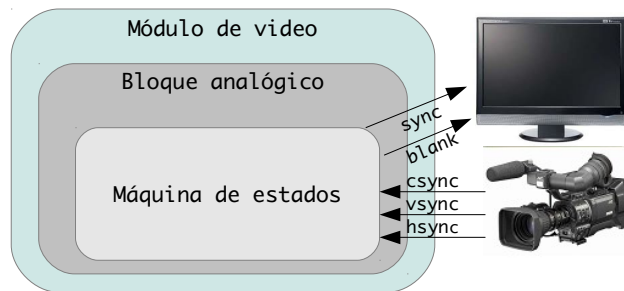 Módulo de video
Bloque analógico
sync
blank
Máquina de estados
csync
vsync
hsync